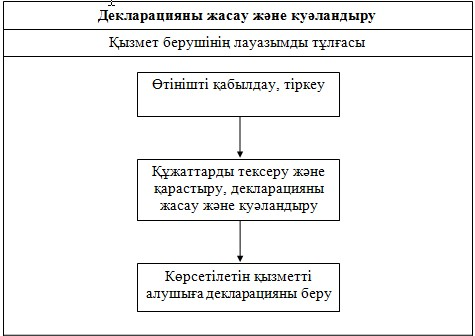 Декларацияны жасау және куәландыру
Қызмет берушінің лауазымды тұлғасы
Өтінішті қабылдау, тіркеу
Құжаттарды тексеру және
қарастыру, декларацияны
жасау және куәландыру
Көрсетілетін қызметті
алушыға декларацияны беру